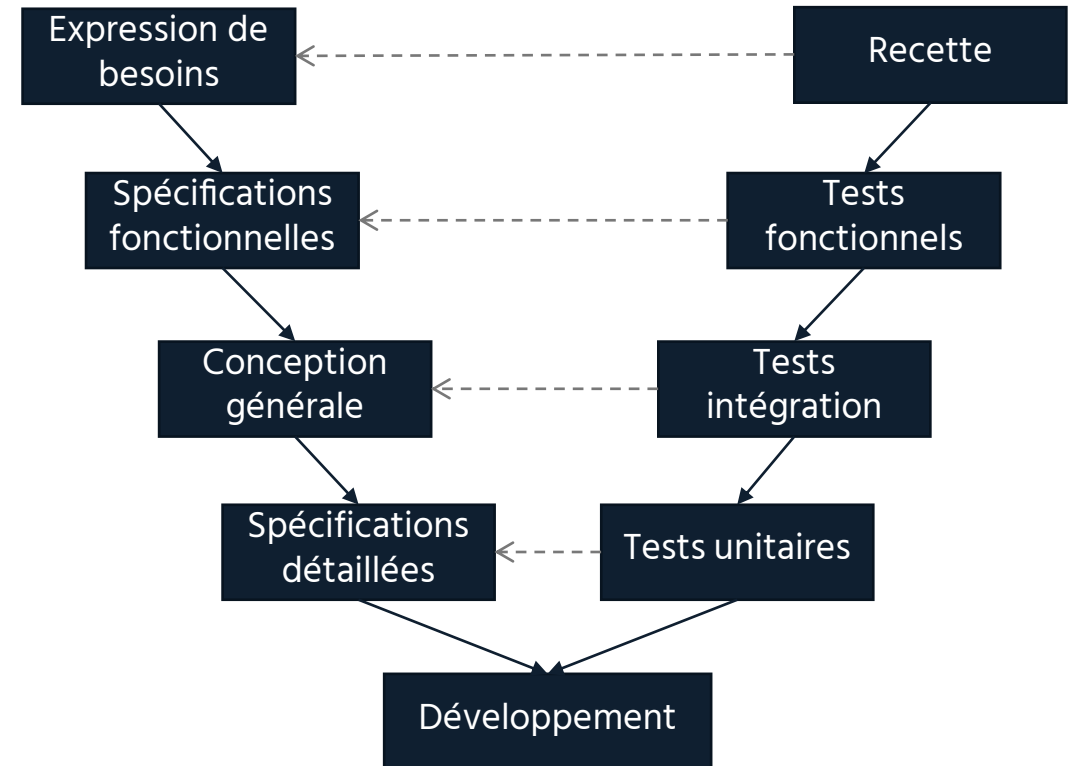 Expression de
besoins
Recette
Spécifications
fonctionnelles
Tests
fonctionnels
Conception
générale
Tests
intégration
Spécifications
détaillées
Tests unitaires
Développement